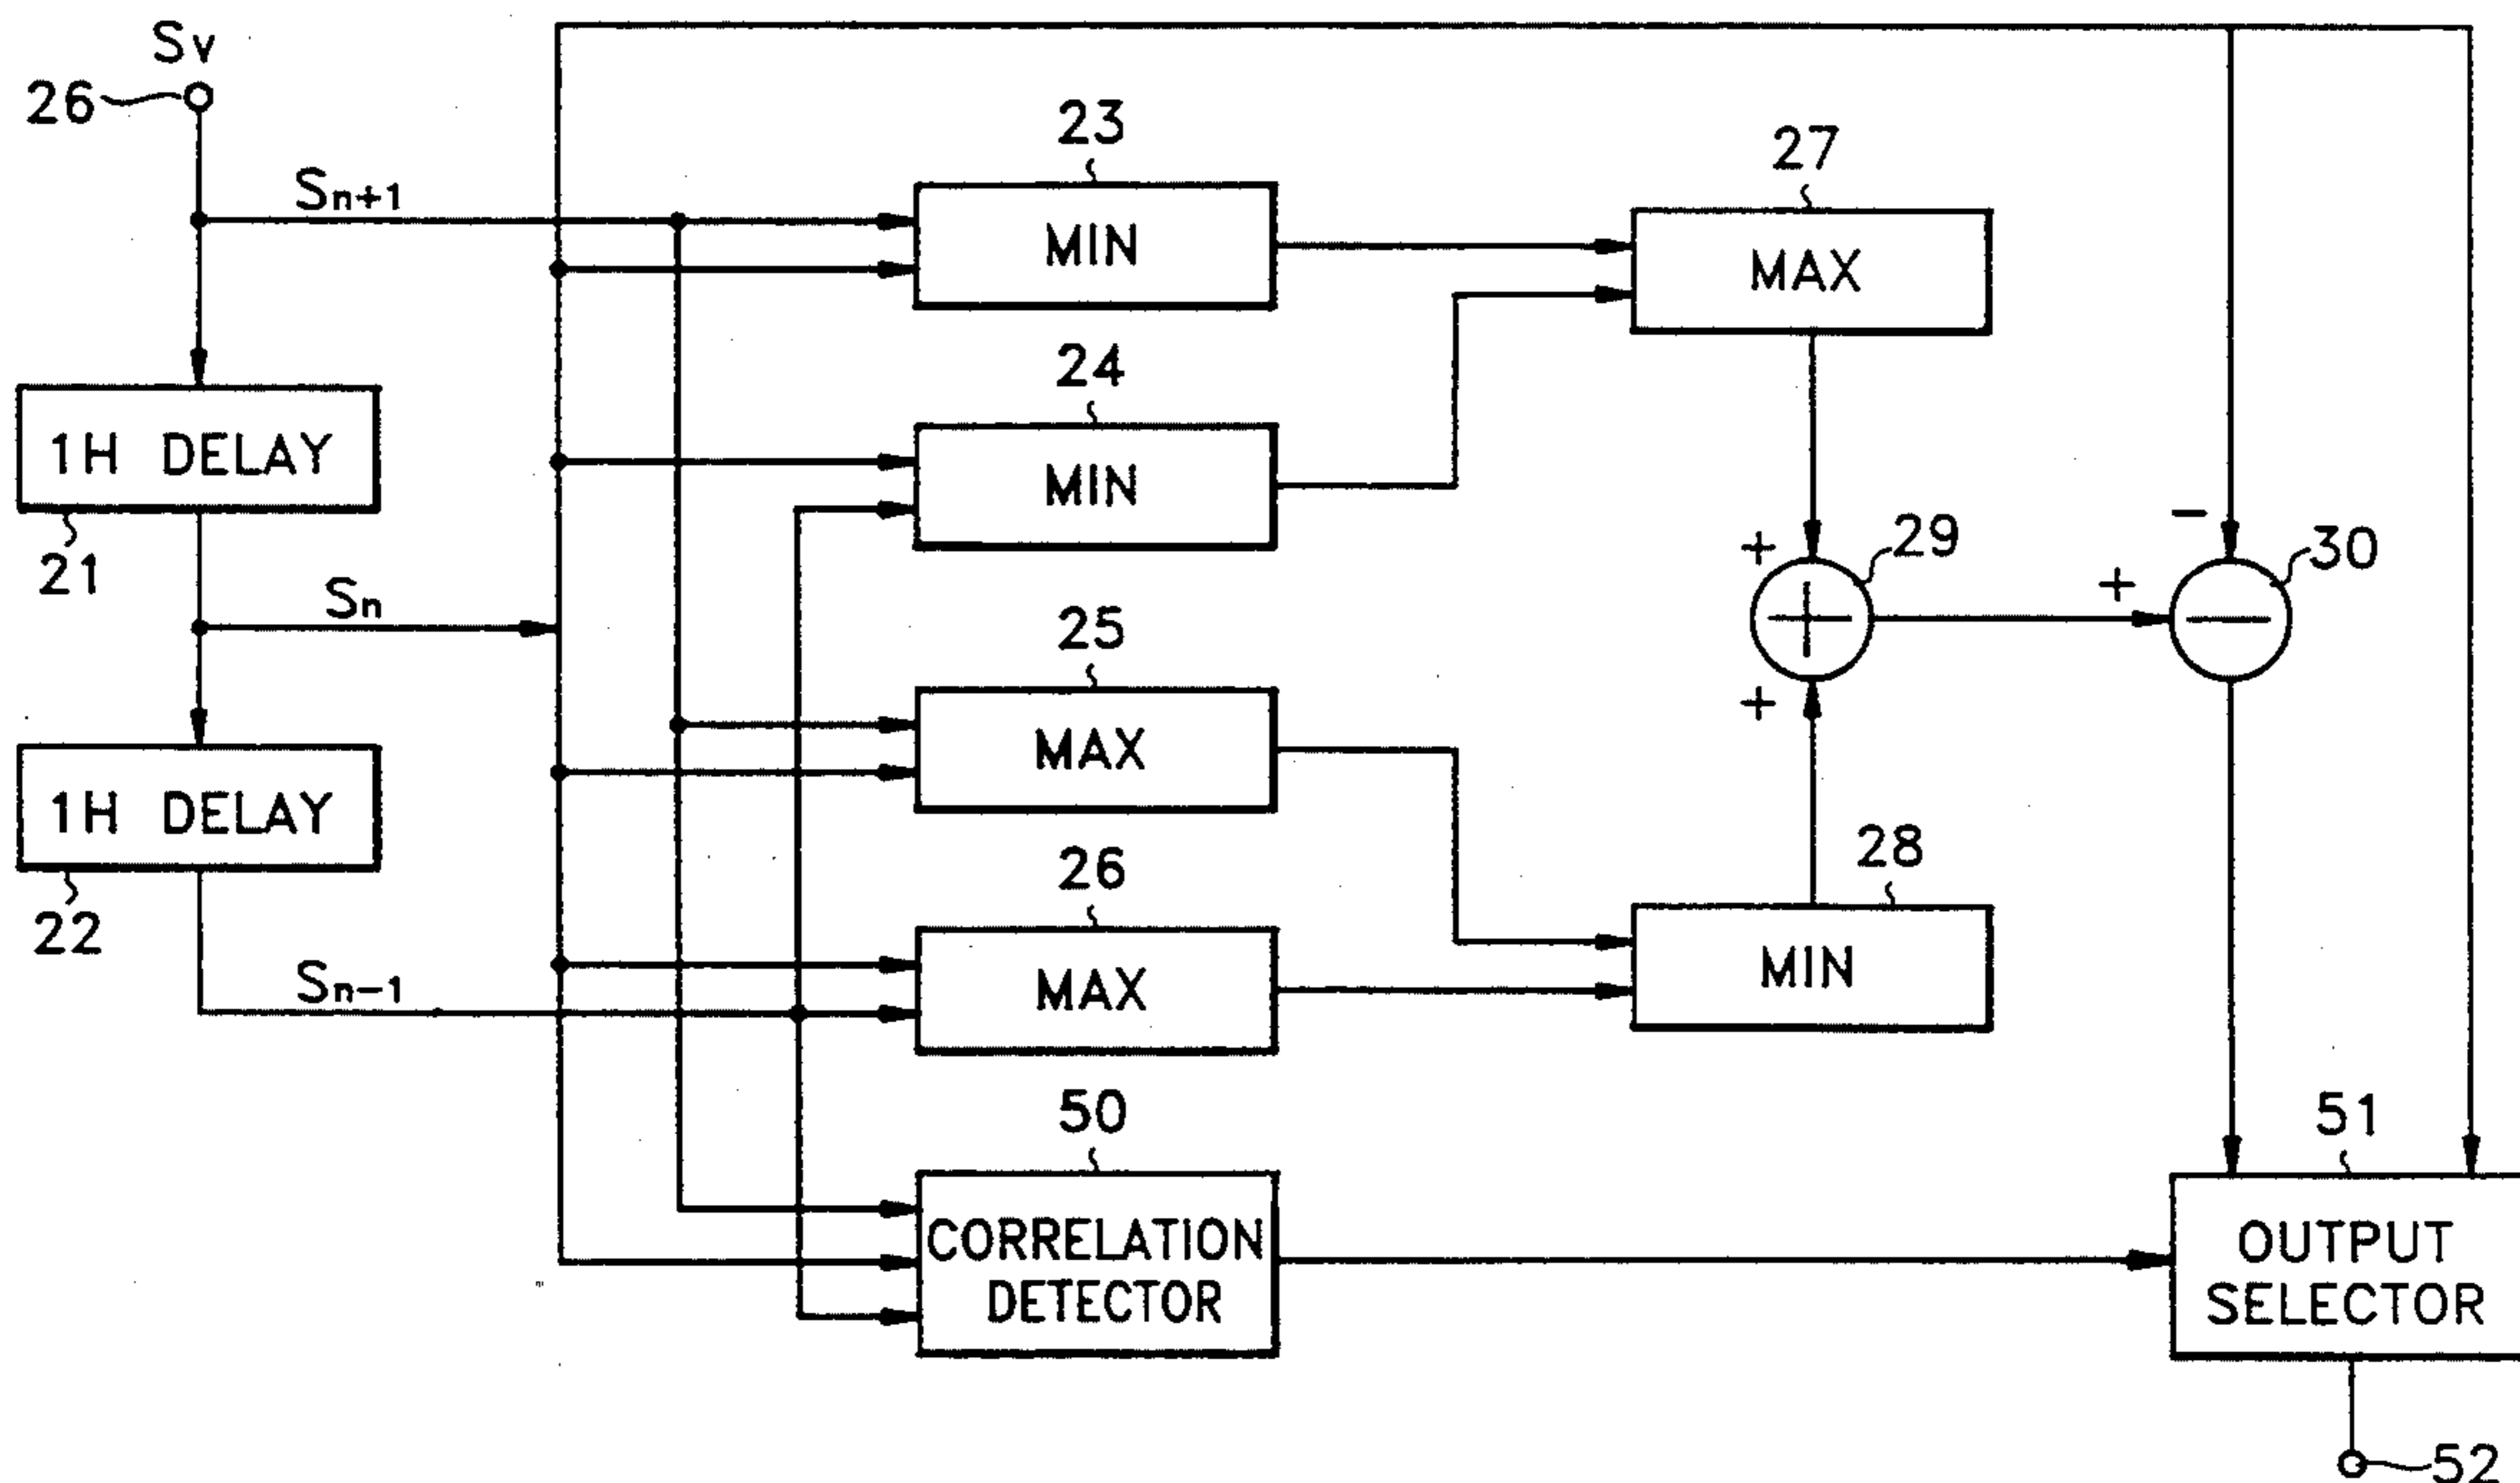 Sv
26
Sn+1
23
MIN
27
MAX
24
MIN
1H DELAY
21
Sn
25
MAX
+
29
+
-
30
+
+
—
1H DELAY
22
Sn-1
26
MAX
28
MIN
+
50
CORRELATION
DETECTOR
51
OUTPUT
SELECTOR
52